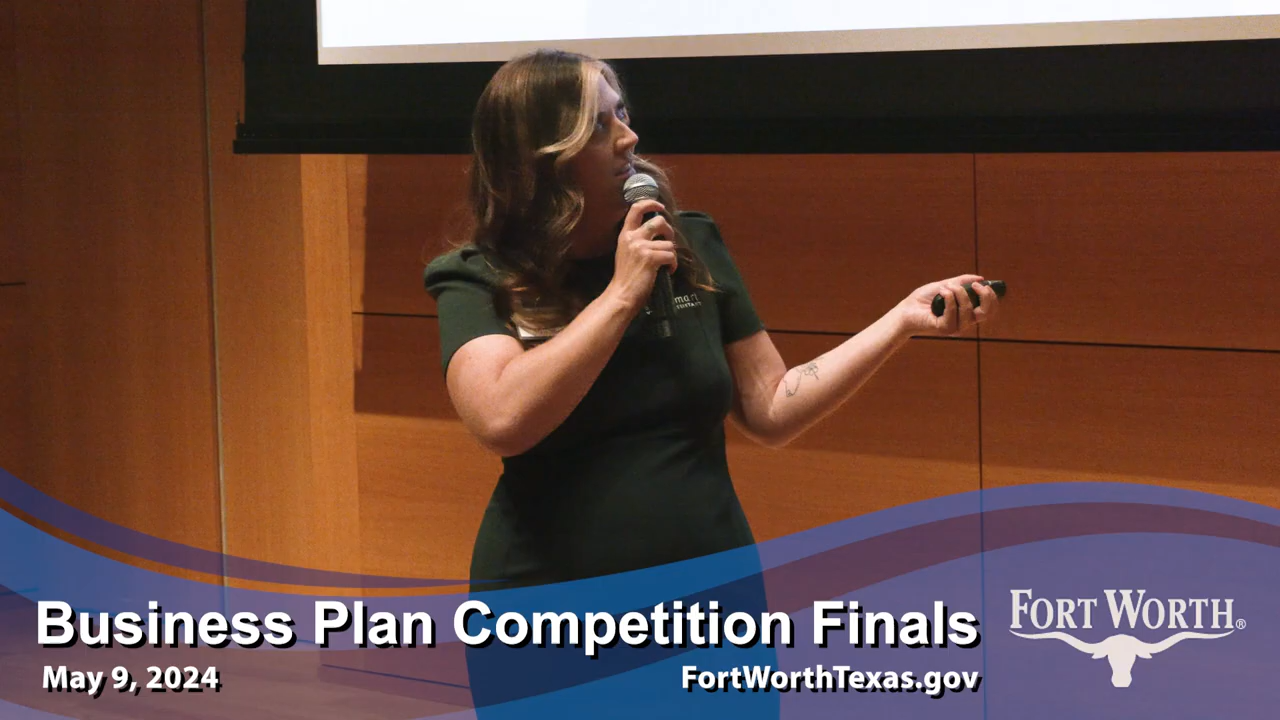 Business Plan Competition Finals
May 9, 2024
FortWorthTexas.gov
FORT WORTH®